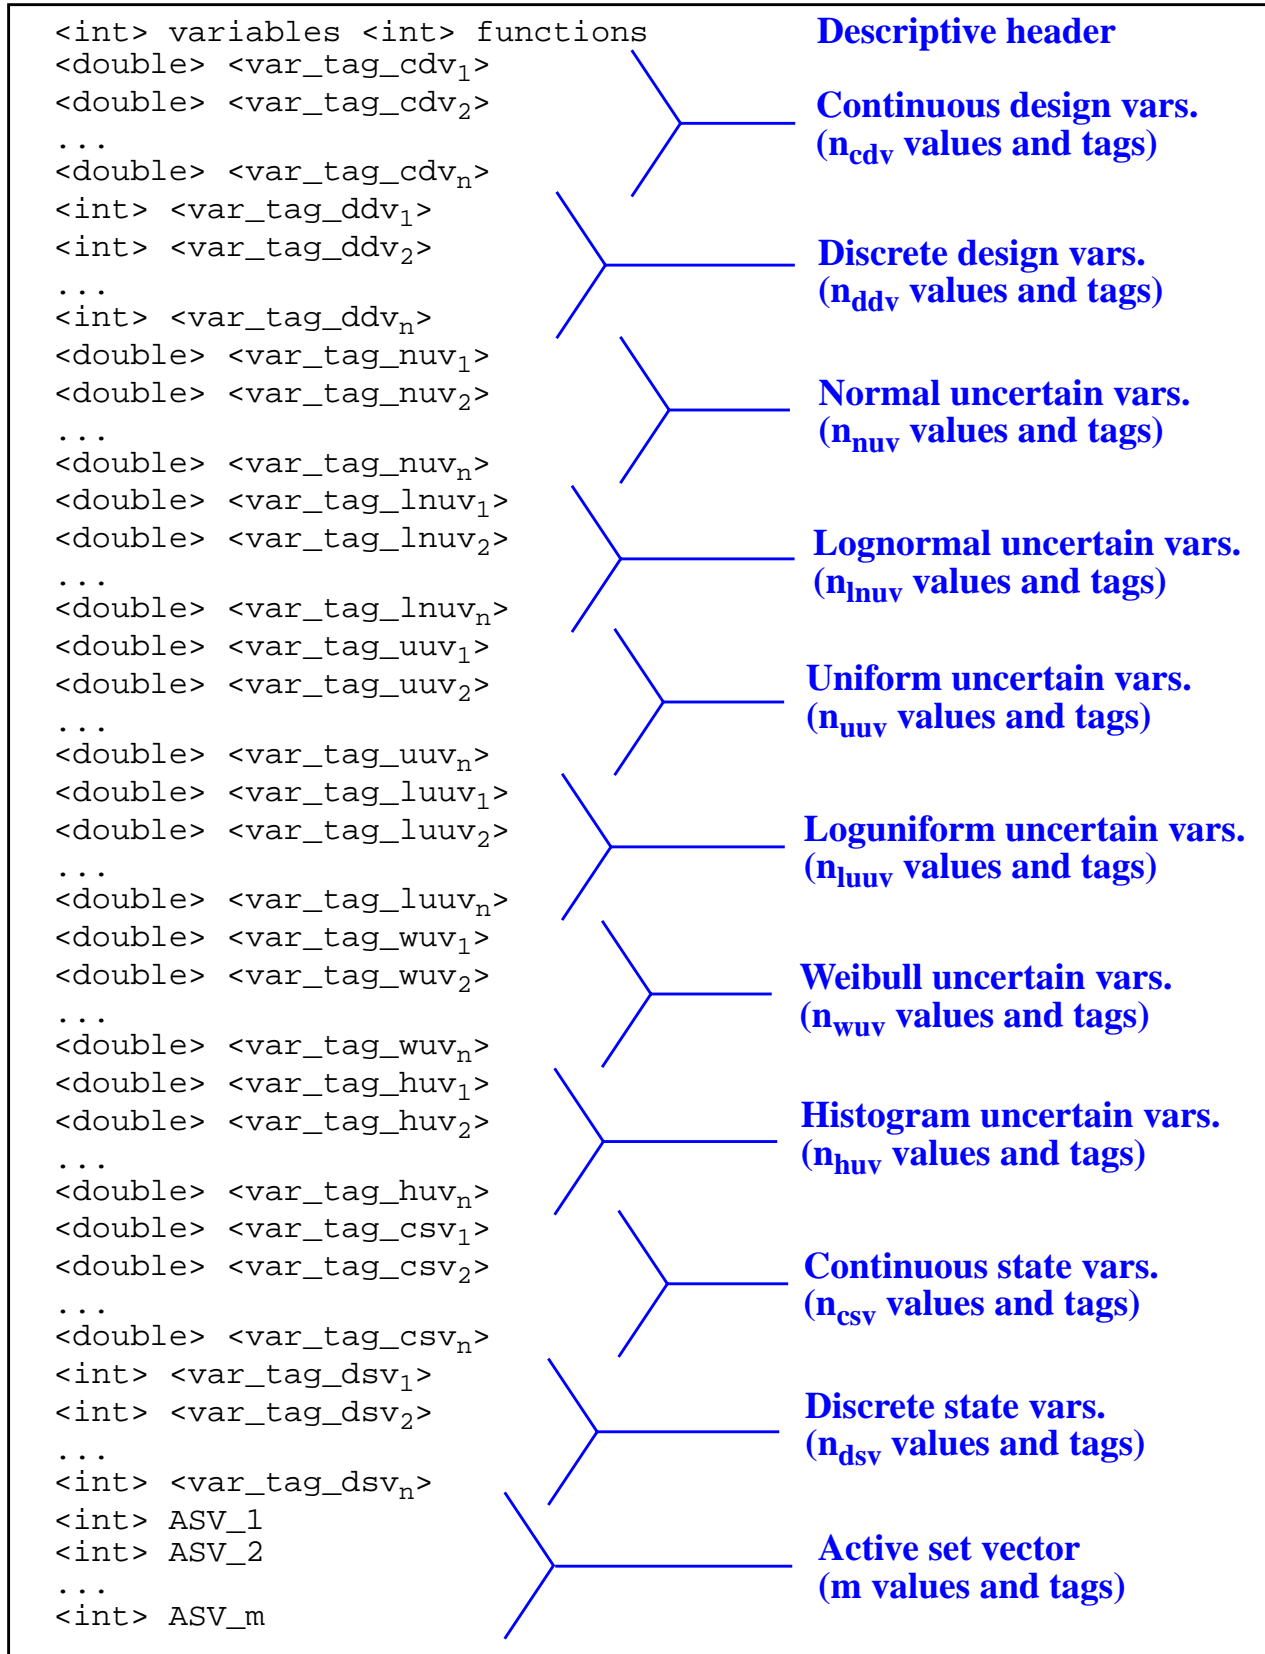 <int> variables <int> functions
Descriptive header
<double> <var_tag_cdv1>
<double> <var_tag_cdv2>
...
<double> <var_tag_cdvn>
Continuous design vars.
(ncdv values and tags)
<int> <var_tag_ddv1>
<int> <var_tag_ddv2>
...
<int> <var_tag_ddvn>
Discrete design vars.
(nddv values and tags)
<double> <var_tag_nuv1>
<double> <var_tag_nuv2>
...
<double> <var_tag_nuvn>
Normal uncertain vars.
(nnuv values and tags)
<double> <var_tag_lnuv1>
<double> <var_tag_lnuv2>
...
<double> <var_tag_lnuvn>
Lognormal uncertain vars.
(nlnuv values and tags)
<double> <var_tag_uuv1>
<double> <var_tag_uuv2>
...
<double> <var_tag_uuvn>
Uniform uncertain vars.
(nuuv values and tags)
<double> <var_tag_luuv1>
<double> <var_tag_luuv2>
...
<double> <var_tag_luuvn>
Loguniform uncertain vars.
(nluuv values and tags)
<double> <var_tag_wuv1>
<double> <var_tag_wuv2>
...
<double> <var_tag_wuvn>
Weibull uncertain vars.
(nwuv values and tags)
<double> <var_tag_huv1>
<double> <var_tag_huv2>
...
<double> <var_tag_huvn>
Histogram uncertain vars.
(nhuv values and tags)
<double> <var_tag_csv1>
<double> <var_tag_csv2>
...
<double> <var_tag_csvn>
Continuous state vars.
(ncsv values and tags)
<int> <var_tag_dsv1>
<int> <var_tag_dsv2>
...
<int> <var_tag_dsvn>
Discrete state vars.
(ndsv values and tags)
<int> ASV_1
<int> ASV_2
...
<int> ASV_m
Active set vector
(m values and tags)